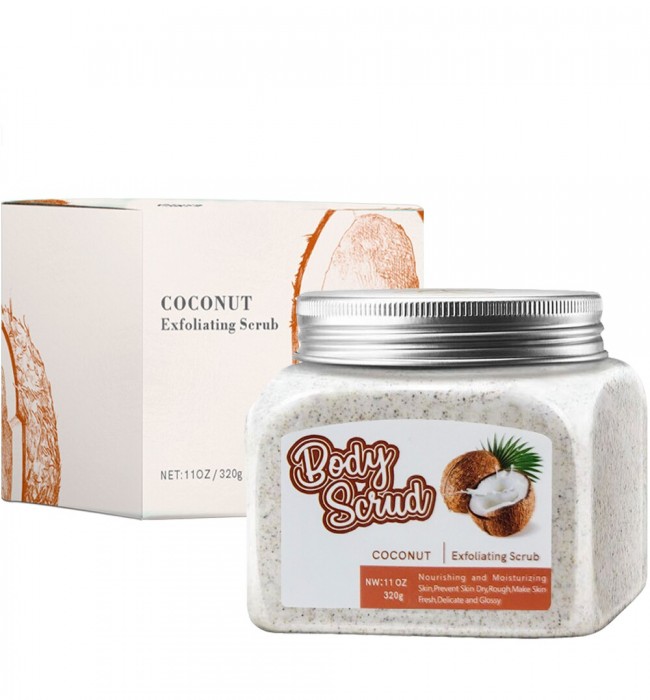 COCONUT
Exfoliating Scrub
NET:11OZ/320g
Body
Scrud
COCONUT | Exfoliating Scrub
NW:11 OZ
320g
Nourishing and Moisturizing
Skin,Prevent Skin Dry,Rough,Make Skin
Fresh,Delicate and Glossy